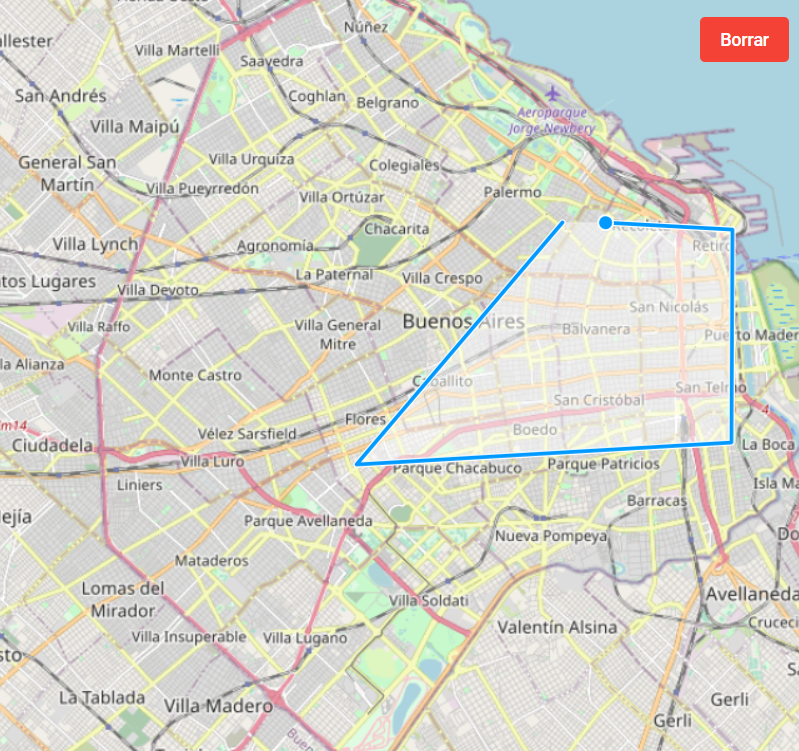 Núñez
Borrar
Villa Martelli
Saavedra
San Andrés
Coghlan
Belgrano
Aeroparque
Jorge Newbery
Villa Maipú
General San
Martín
Villa Urquiza
Colegiales
Villa Pueyrredón
Villa Ortúzar
Palermo
Chacarita
Recoleta
Villa Lynch
Agronomía
Retiro
La Paternal
Villa Crespo
tos Lugares
Villa Devoto
San Nicolás
Villa Raffo
Villa General
Mitre
Buenos Aires
Balvanera
Puerto Mader
la Alianza
Monte Castro
Caballito
San Telmo
San Cristóbal
Flores
m14
Vélez Sarsfield
Boedo
4
Ciudadela
La Boca
Villa Luro
Parque Chacabuco
Parque Patricios
Liniers
Isla Ma
Barracas
ejía
Parque Avellaneda
Nueva Pompeya
Do
Mataderos
Lomas del
Mirador
Villa Soldati
Avellaneda
Cruceci
Villa Insuperable
Villa Lugano
Valentín Alsina
sto
La Tablada
Villa Madero
Gerli
Gerli
Buen